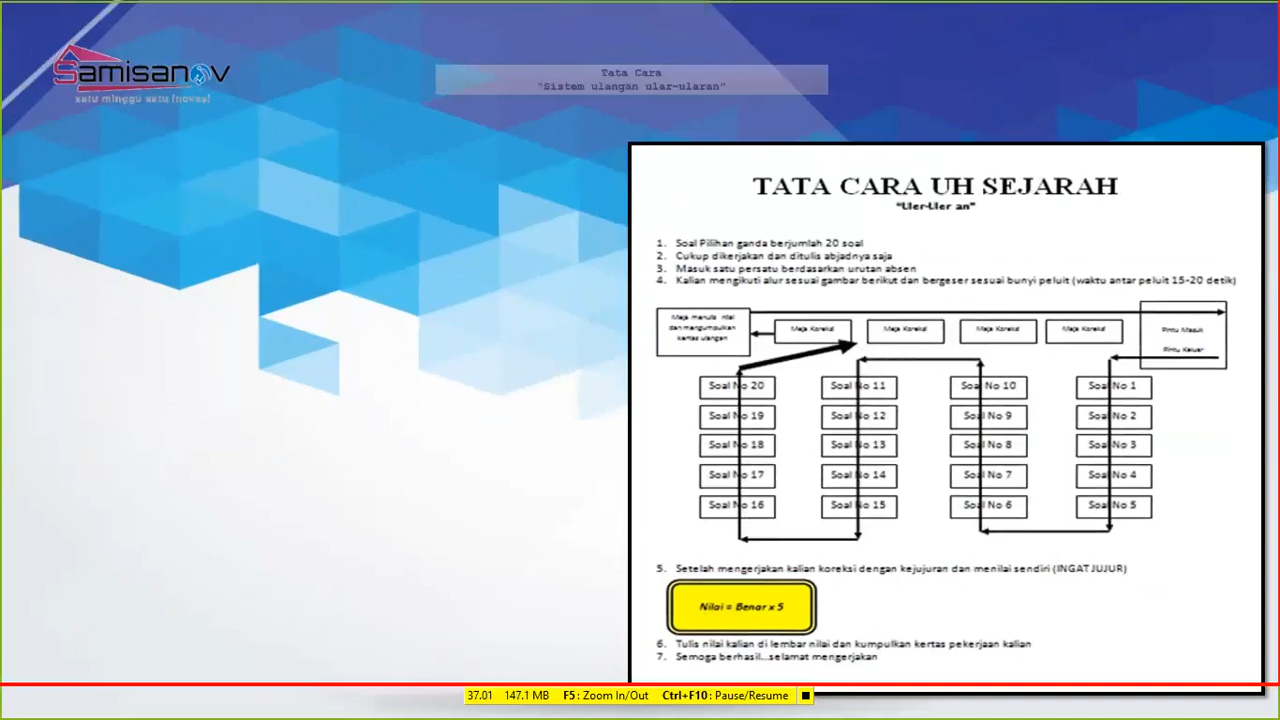 Samisanov
satu minggu satu inovasi
Tata Cara
"Sistem ulangan ular-ularan"
TATA CARA UH SEJARAH
"Uler-Uler an"
1. Soal Pilihan ganda berjumlah 20 soal
2. Cukup dikerjakan dan ditulis abjadnya saja
3. Masuk satu persatu berdasarkan urutan absen
4. Kalian mengikuti alur sesuai gambar berikut dan bergeser sesuai bunyi peluit (waktu antar peluit 15-20 detik)
Meja menulis nilai
dan mengumpulkan
kertas ulangan
Meja Koreksi
Meja Koreksi
Meja Koreksi
Meja Koreksi
Pintu Masuk
Pintu Keluar
Soal No 20
Soal No 11
Soal No 10
Soal No 1
Soal No 19
Soal No 12
Soal No 9
Soal No 2
Soal No 18
Soal No 13
Soal No 8
Soal No 3
Soal No 17
Soal No 14
Soal No 7
Soal No 4
Soal No 16
Soal No 15
Soal No 6
Soal No 5
5. Setelah mengerjakan kalian koreksi dengan kejujuran dan menilai sendiri (INGAT JUJUR)
Nilai = Benar x 5
6. Tulis nilai kalian di lembar nilai dan kumpulkan kertas pekerjaan kalian
7. Semoga berhasil...selamat mengerjakan
37.01 147.1 MB F5: Zoom In/Out Ctrl+F10: Pause/Resume